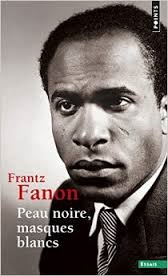 POINTS
Frantz
Fanon
Peau noire,
masques
blancs
ESSAIS